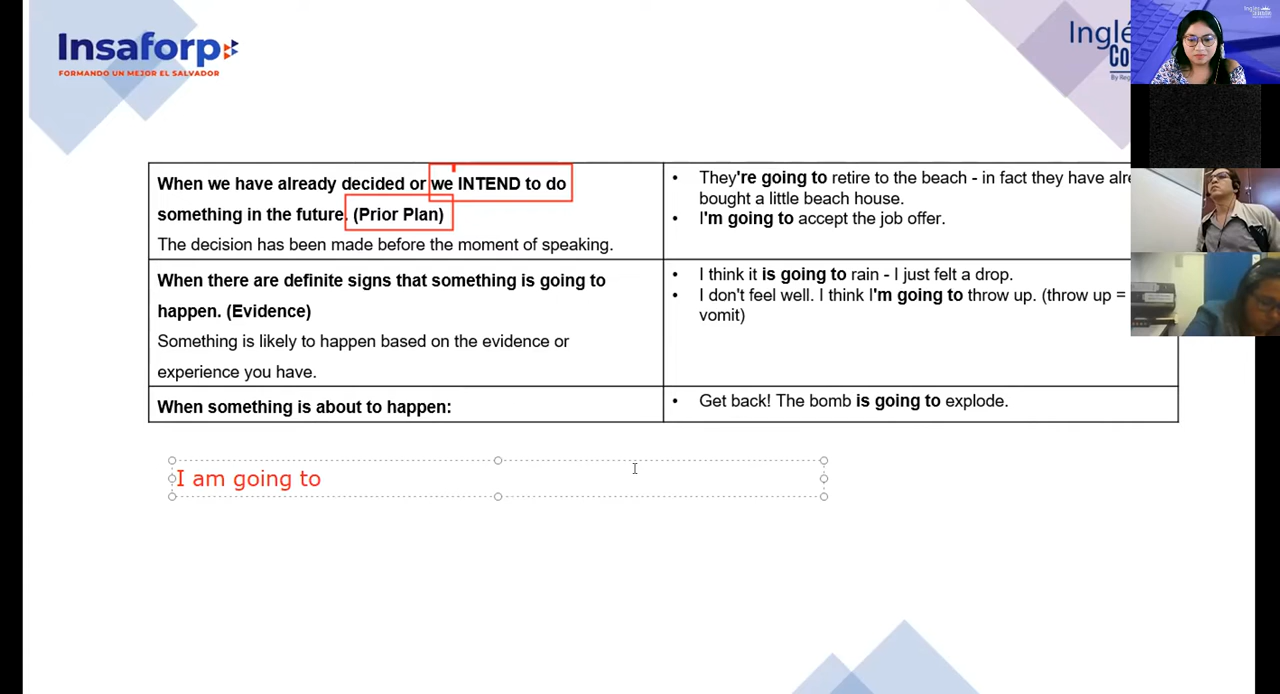 Insaforp
FORMANDO UN MEJOR EL SALVADOR
Inglé
CO
When we have already decided or we INTEND to do
something in the future. (Prior Plan)
The decision has been made before the moment of speaking.
They're going to retire to the beach - in fact they have alre
bought a little beach house.
I'm going to accept the job offer.
When there are definite signs that something is going to
happen. (Evidence)
Something is likely to happen based on the evidence or
experience you have.
I think it is going to rain - I just felt a drop.
I don't feel well. I think I'm going to throw up. (throw up =
vomit)
When something is about to happen:
Get back! The bomb is going to explode.
I am going to